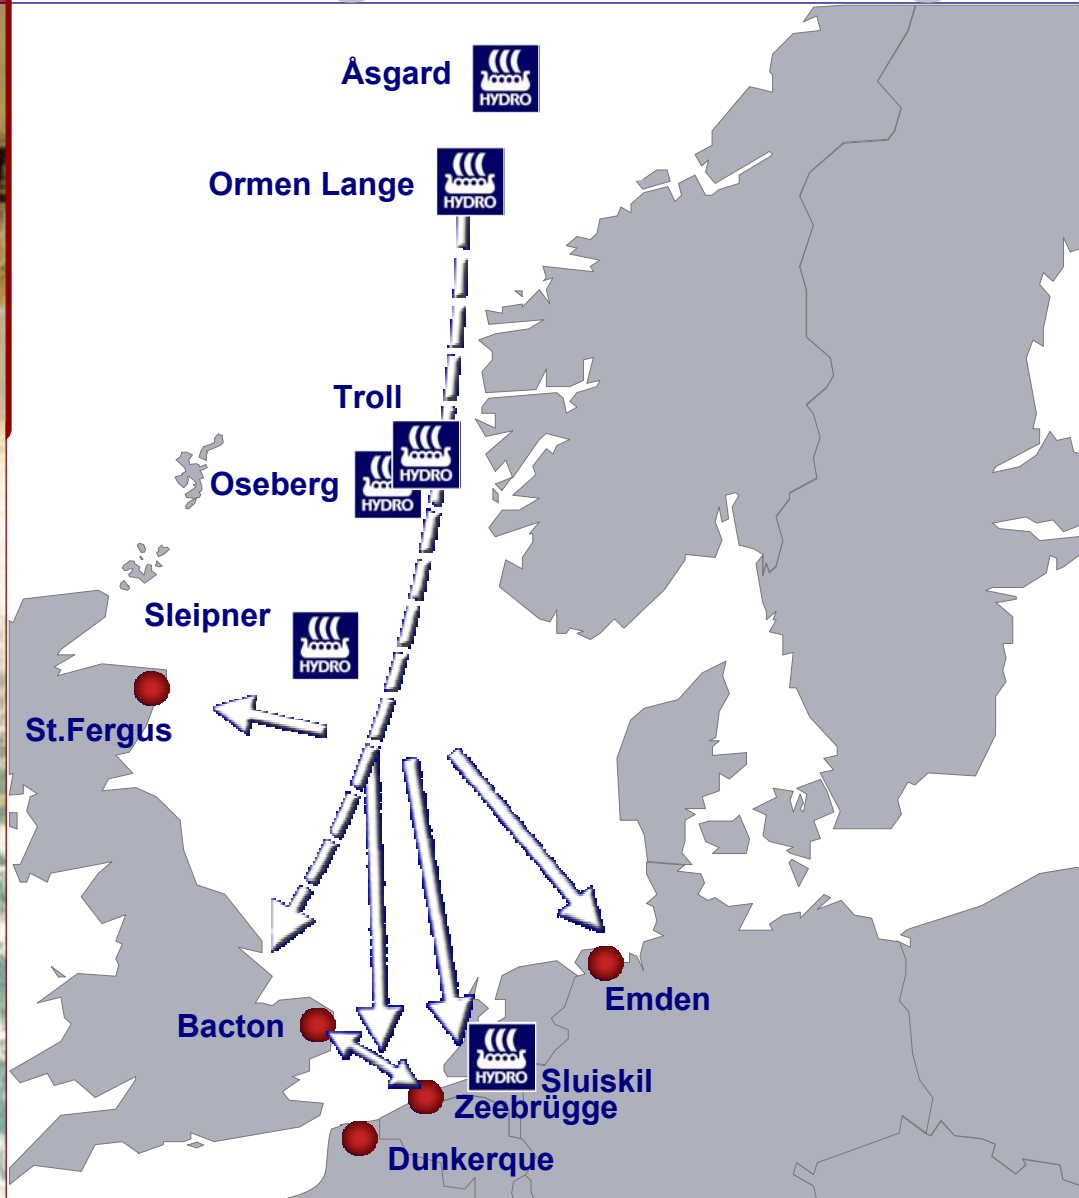 Åsgard
HYDRO
Ormen Lange
HYDRO
Troll
HYDRO
Oseberg
HYDRO
Sleipner
HYDRO
St.Fergus
Emden
Bacton
HYDRO
Sluiskil
Zeebrügge
Dunkerque